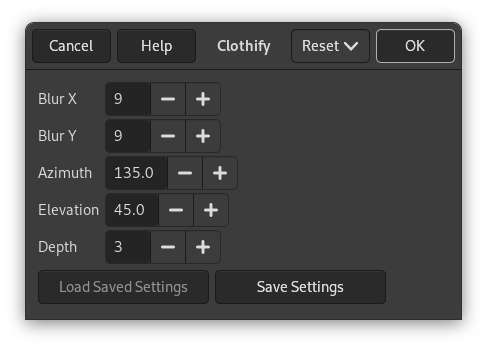 Cancel Help Clothify Reset OK
Blur X 9
Blur Y 9
Azimuth 135.0
Elevation 45.0
Depth 3
Load Saved Settings Save Settings